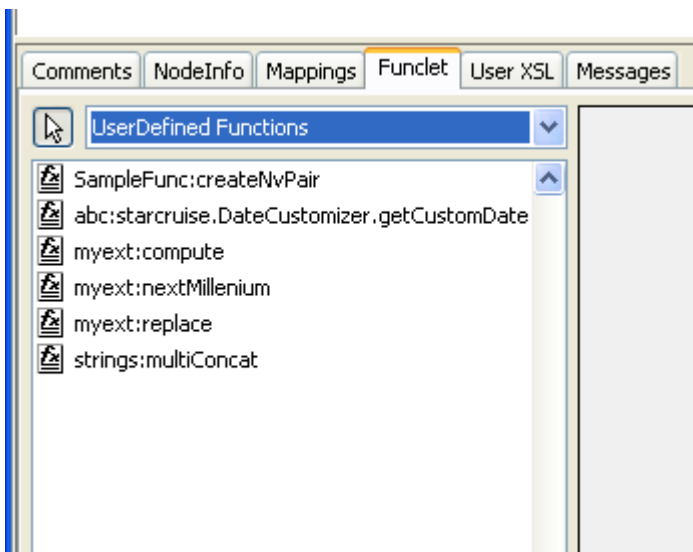 Comments NodeInfo Mappings Funclet User XSL Messages
UserDefined Functions
SampleFunc:createNvPair
abc:starcruise.DateCustomizer.getCustomDate
myext:compute
myext:nextMillenium
myext:replace
strings:multiConcat